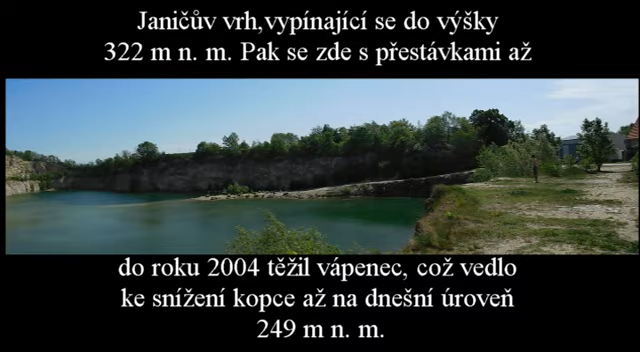 Janičův vrh,vypínající se do výšky
322 m n. m. Pak se zde s přestávkami až
do roku 2004 těžil vápenec, což vedlo
ke snížení kopce až na dnešní úroveň
249 m n. m.